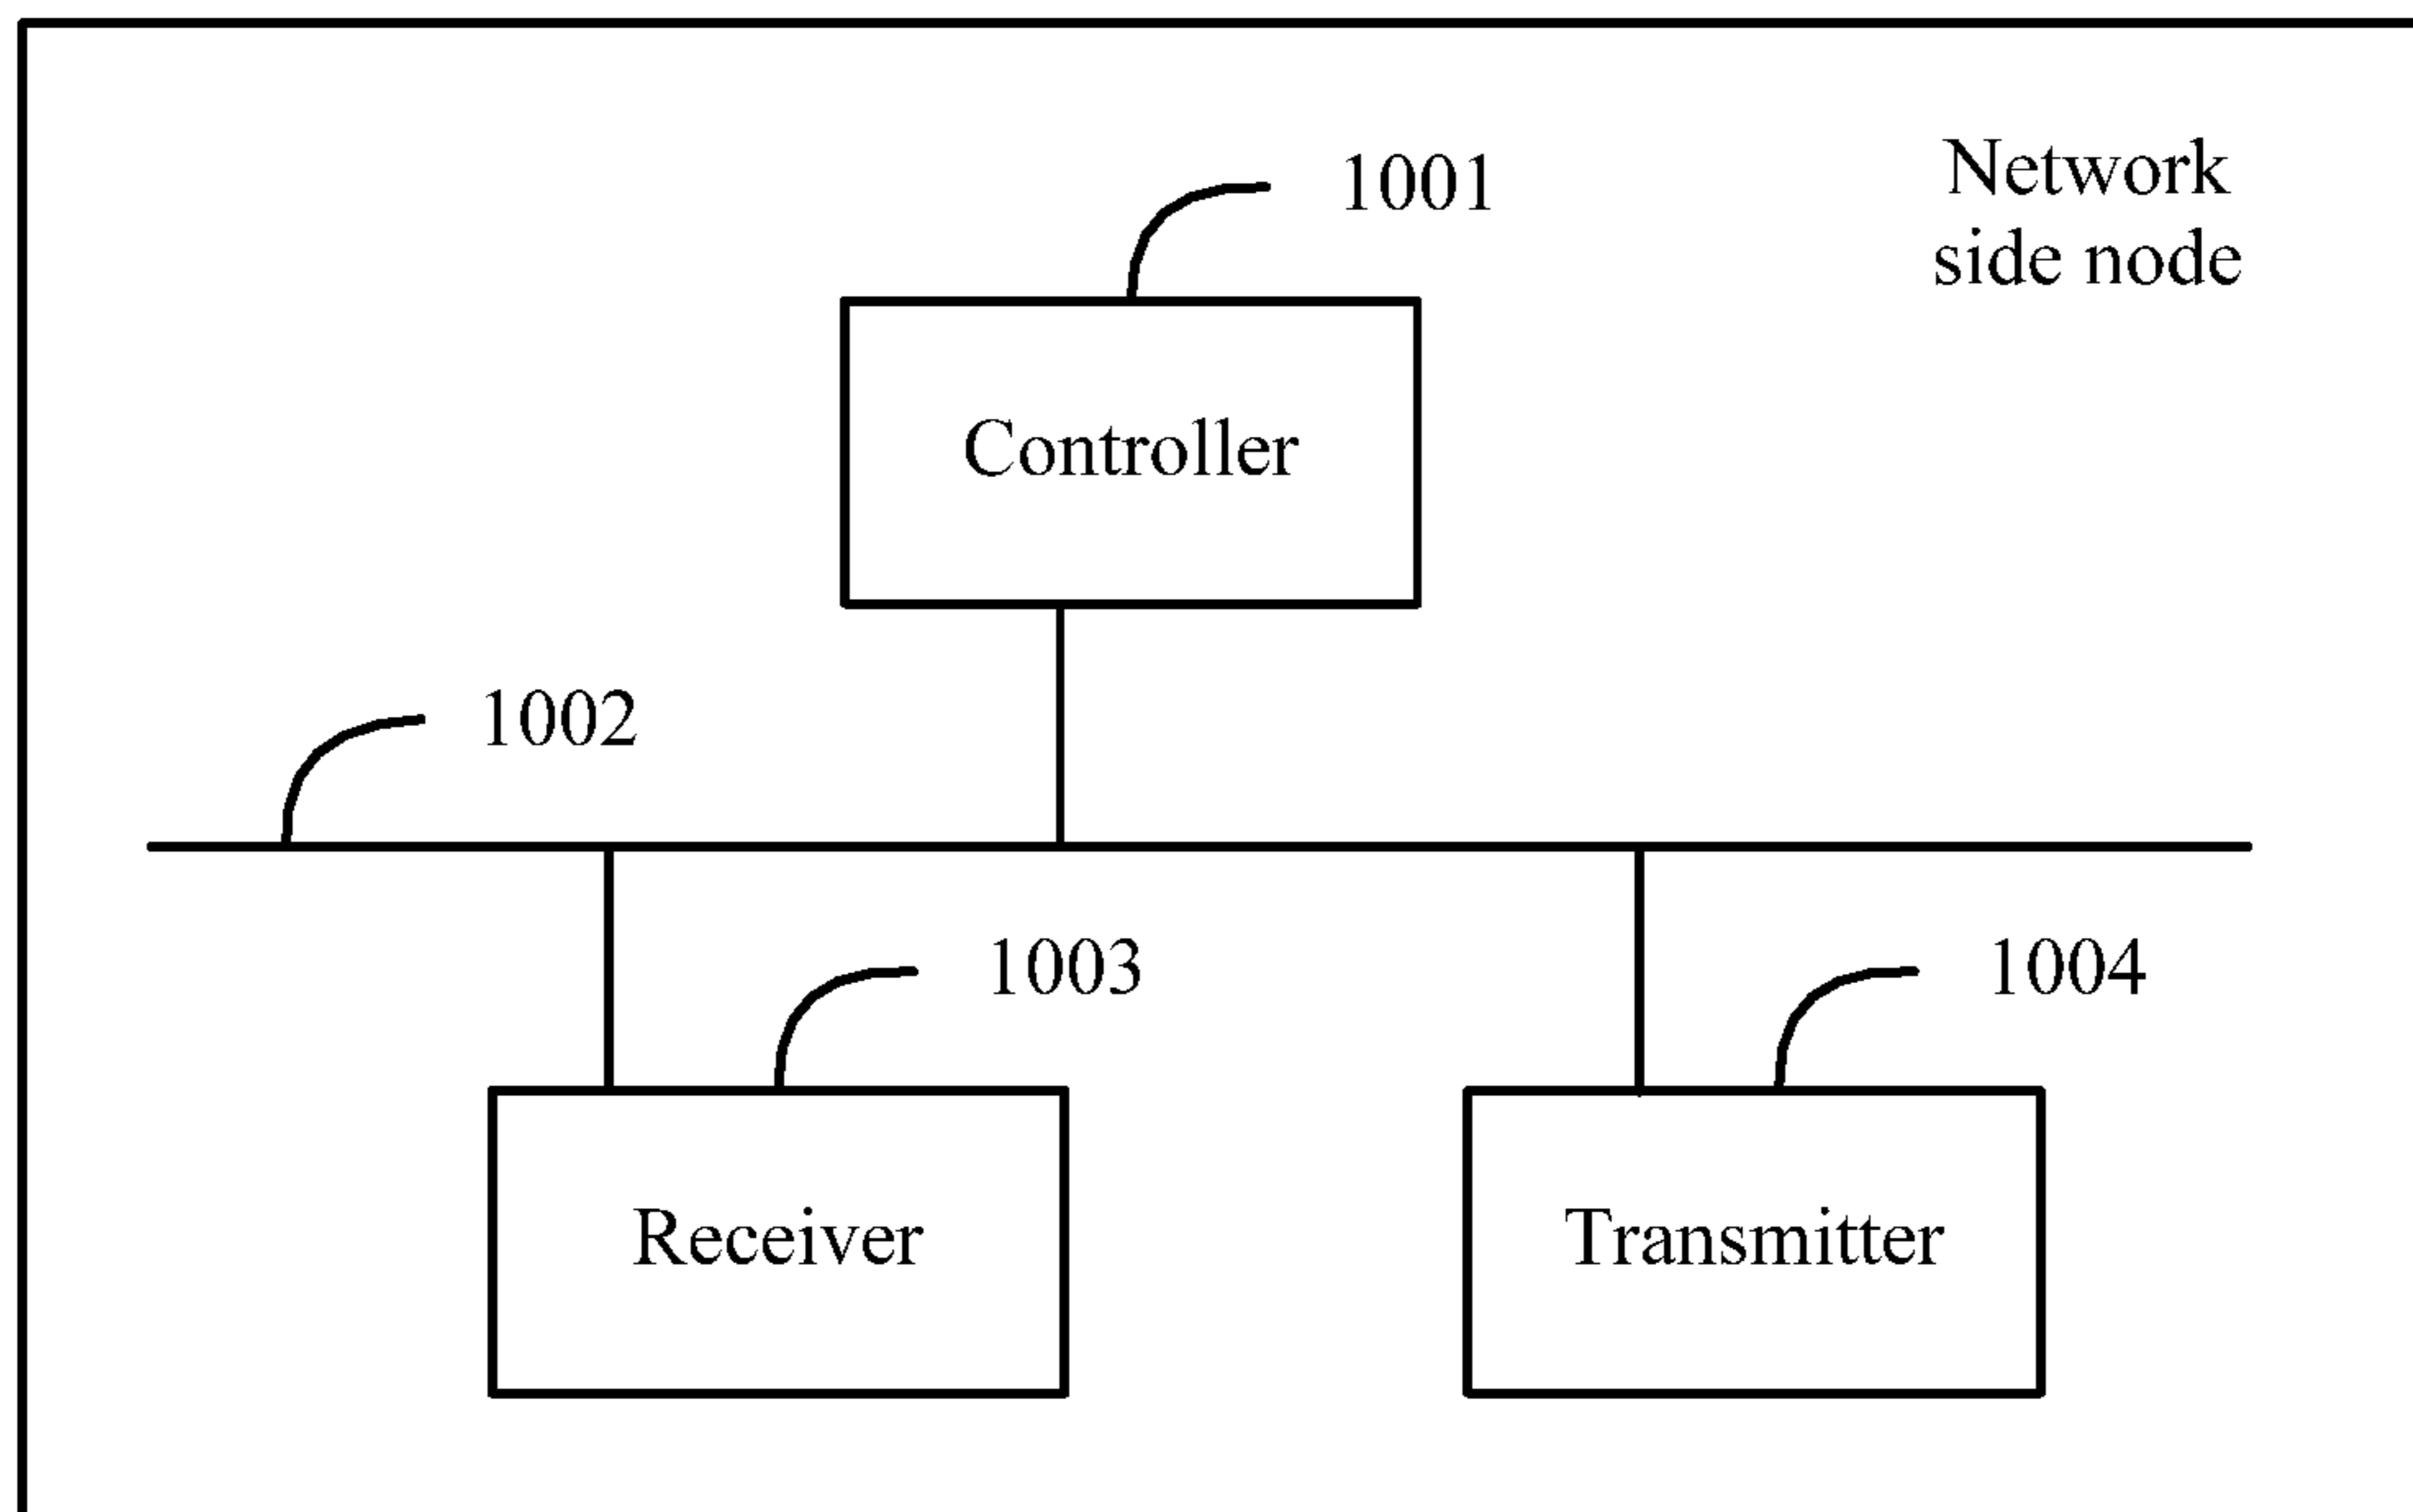 Network
side node
1001
Controller
1002
1003
1004
Receiver
Transmitter